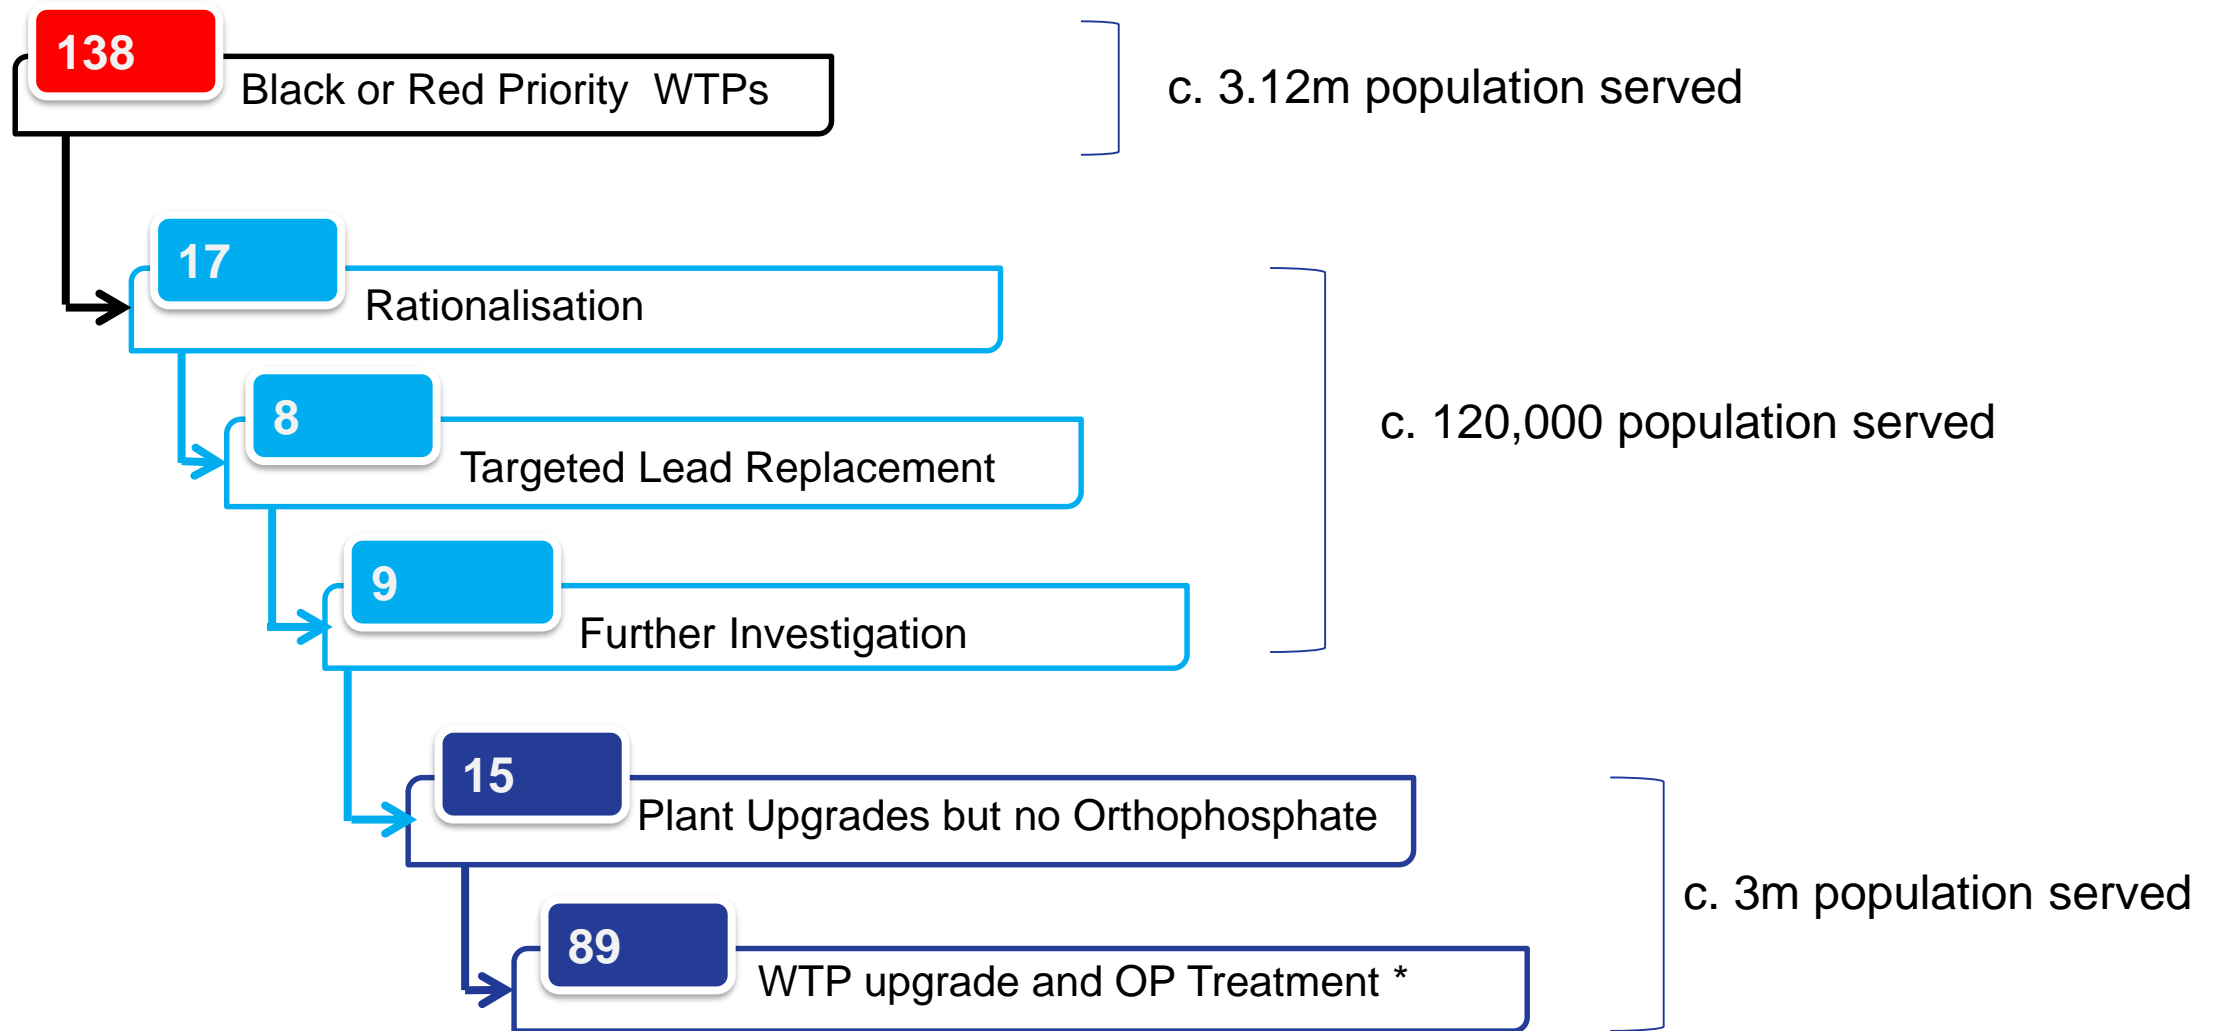 138
Black or Red Priority WTPs
c. 3.12m population served
17
Rationalisation
8
Targeted Lead Replacement
c. 120,000 population served
9
Further Investigation
15
Plant Upgrades but no Orthophosphate
c. 3m population served
89
WTP upgrade and OP Treatment *